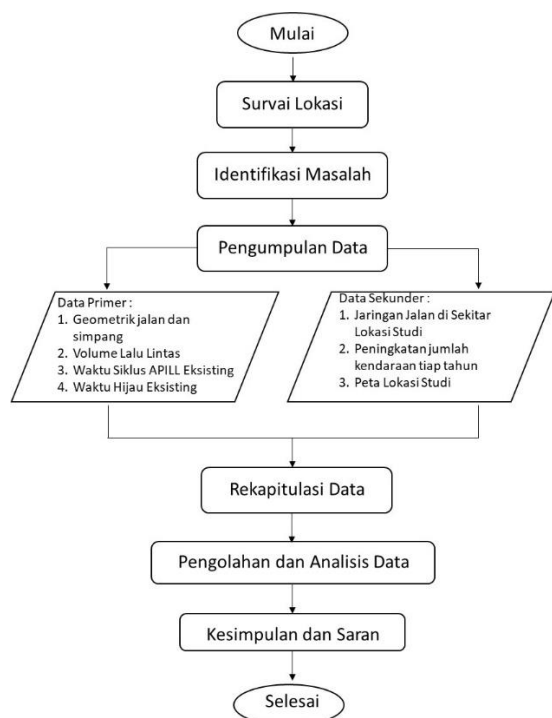 Mulai
Survai Lokasi
Identifikasi Masalah
Pengumpulan Data
Data Primer :
1. Geometrik jalan dan
simpang
2. Volume Lalu Lintas
3. Waktu Siklus APILL Eksisting
4. Waktu Hijau Eksisting
Data Sekunder :
1. Jaringan Jalan di Sekitar
Lokasi Studi
2. Peningkatan jumlah
kendaraan tiap tahun
3. Peta Lokasi Studi
Rekapitulasi Data
Pengolahan dan Analisis Data
Kesimpulan dan Saran
Selesai